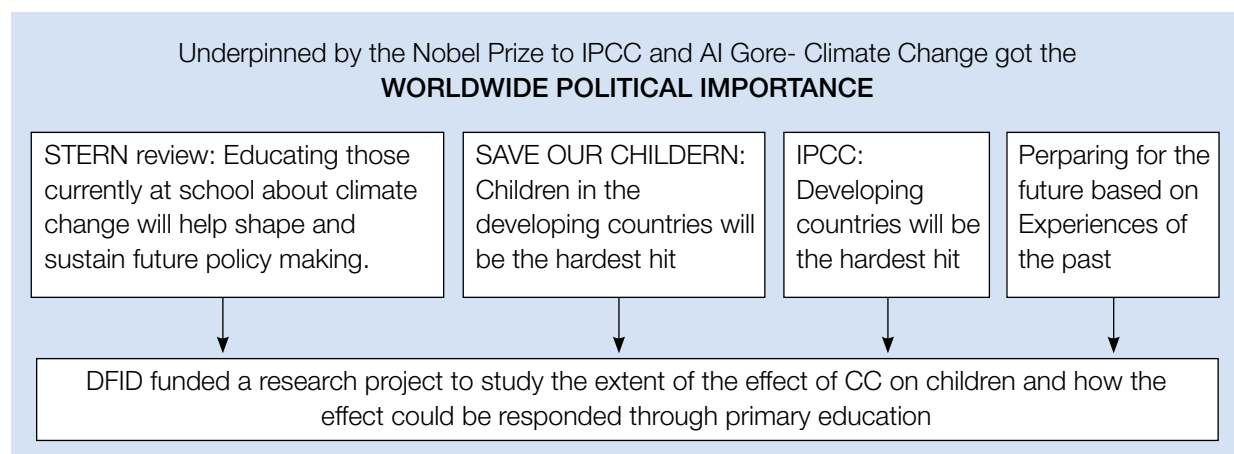 Underpinned by the Nobel Prize to IPCC and AI Gore- Climate Change got the
WORLDWIDE POLITICAL IMPORTANCE
STERN review: Educating those
currently at school about climate
change will help shape and
sustain future policy making.
SAVE OUR CHILDERN:
Children in the
developing countries will
be the hardest hit
IPCC:
Developing
countries will be
the hardest hit
Perparing for the
future based on
Experiences of
the past
DFID funded a research project to study the extent of the effect of CC on children and how the
effect could be responded through primary education